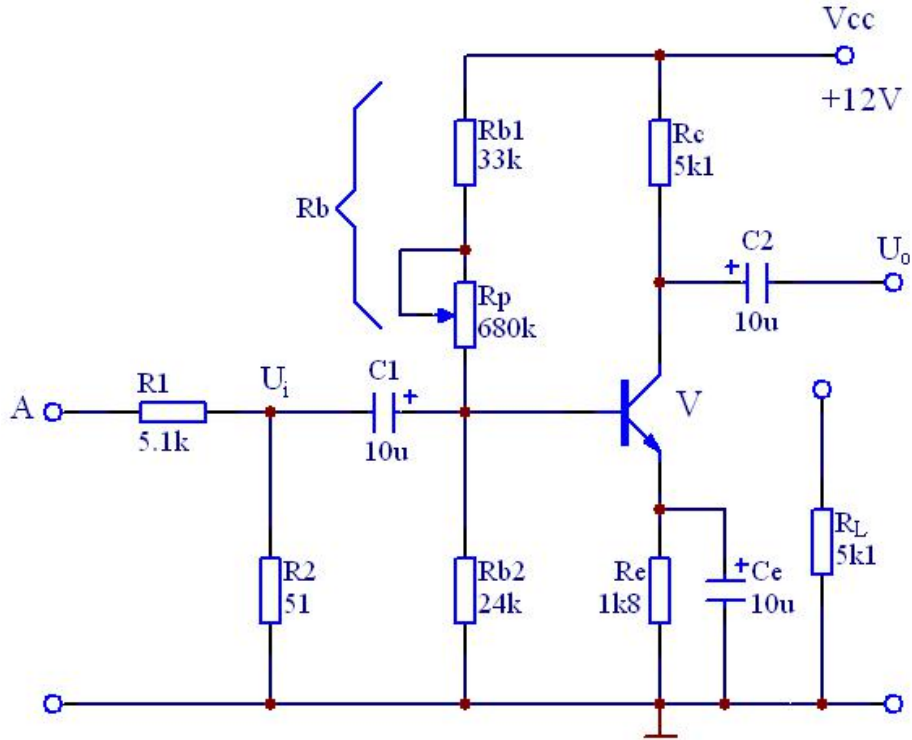 Vcc
+12V
Rb1
33k
Rc
5k1
Rb
C2
+
10u
Uo
Rp
680k
A
R1
5.1k
Ui
C1
+
10u
V
R2
51
Rb2
24k
Re
1k8
+
Ce
10u
RL
5k1